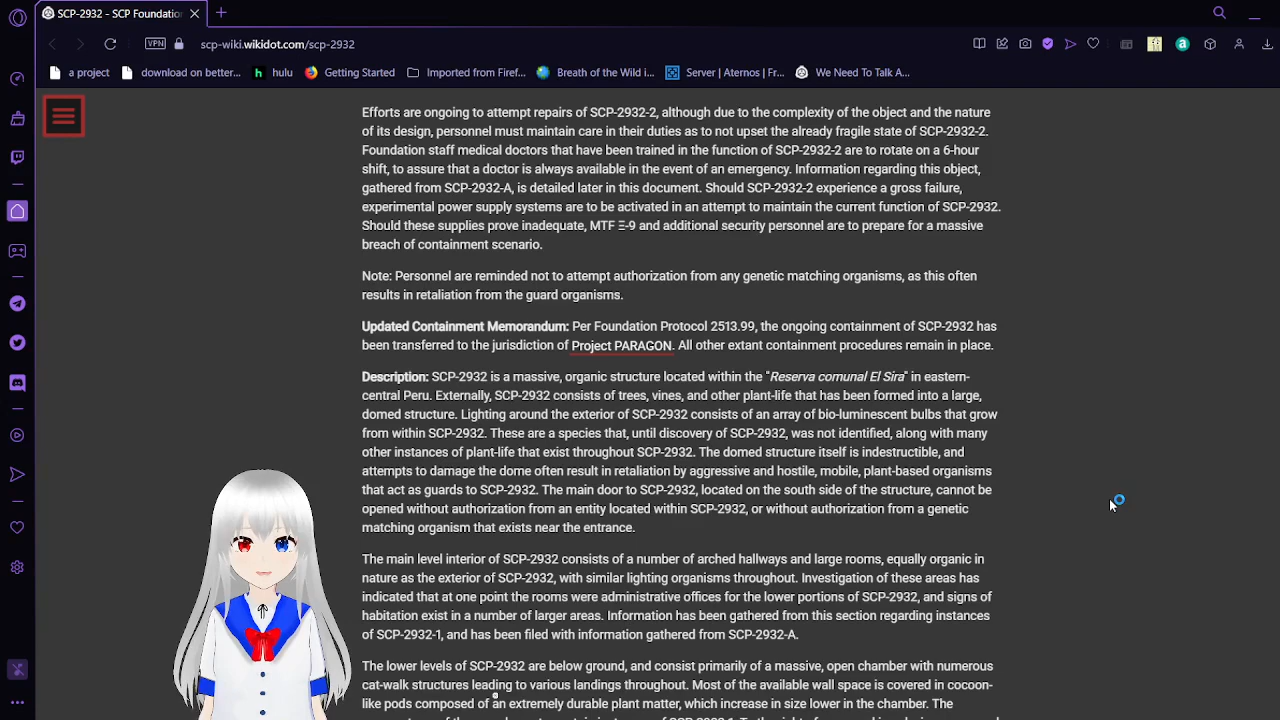 SCP-2932 - SCP Foundation
scp-wiki.wikidot.com/scp-2932
VPN
a project
download on better...
hulu
Getting Started
Imported from Firef...
Breath of the Wild i...
Server | Aternos | Fr...
We Need To Talk A...
Efforts are ongoing to attempt repairs of SCP-2932-2, although due to the complexity of the object and the nature
of its design, personnel must maintain care in their duties as to not upset the already fragile state of SCP-2932-2.
Foundation staff medical doctors that have been trained in the function of SCP-2932-2 are to rotate on a 6-hour
shift, to assure that a doctor is always available in the event of an emergency. Information regarding this object,
gathered from SCP-2932-A, is detailed later in this document. Should SCP-2932-2 experience a gross failure,
experimental power supply systems are to be activated in an attempt to maintain the current function of SCP-2932.
Should these supplies prove inadequate, MTF Ξ-9 and additional security personnel are to prepare for a massive
breach of containment scenario.
Note: Personnel are reminded not to attempt authorization from any genetic matching organisms, as this often
results in retaliation from the guard organisms.
Updated Containment Memorandum: Per Foundation Protocol 2513.99, the ongoing containment of SCP-2932 has
been transferred to the jurisdiction of Project PARAGON. All other extant containment procedures remain in place.
Description: SCP-2932 is a massive, organic structure located within the "Reserva comunal El Sira" in eastern-
central Peru. Externally, SCP-2932 consists of trees, vines, and other plant-life that has been formed into a large,
domed structure. Lighting around the exterior of SCP-2932 consists of an array of bio-luminescent bulbs that grow
from within SCP-2932. These are a species that, until discovery of SCP-2932, was not identified, along with many
other instances of plant-life that exist throughout SCP-2932. The domed structure itself is indestructible, and
attempts to damage the dome often result in retaliation by aggressive and hostile, mobile, plant-based organisms
that act as guards to SCP-2932. The main door to SCP-2932, located on the south side of the structure, cannot be
opened without authorization from an entity located within SCP-2932, or without authorization from a genetic
matching organism that exists near the entrance.
The main level interior of SCP-2932 consists of a number of arched hallways and large rooms, equally organic in
nature as the exterior of SCP-2932, with similar lighting organisms throughout. Investigation of these areas has
indicated that at one point the rooms were administrative offices for the lower portions of SCP-2932, and signs of
habitation exist in a number of larger areas. Information has been gathered from this section regarding instances
of SCP-2932-1, and has been filed with information gathered from SCP-2932-A.
The lower levels of SCP-2932 are below ground, and consist primarily of a massive, open chamber with numerous
cat-walk structures leading to various landings throughout. Most of the available wall space is covered in cocoon-
like pods composed of an extremely durable plant matter, which increase in size lower in the chamber. The